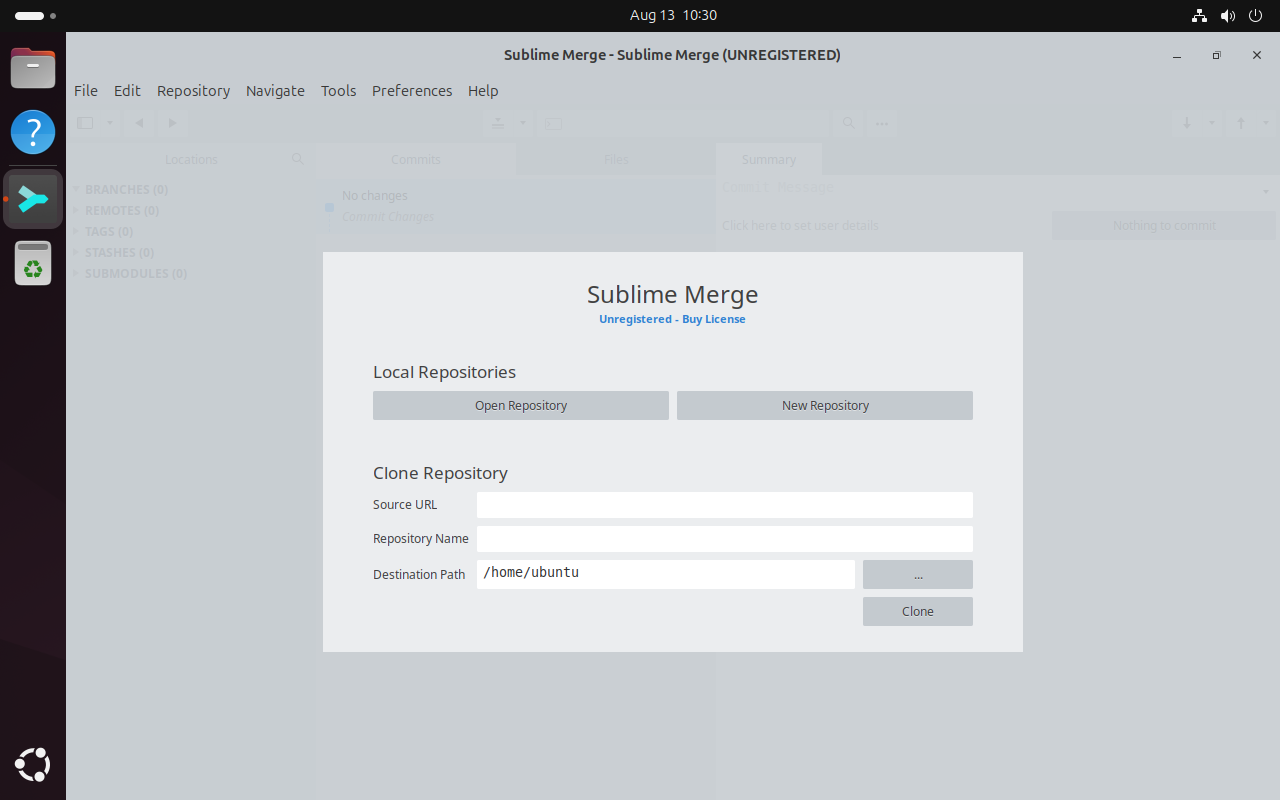 Aug 13 10:30
Sublime Merge - Sublime Merge (UNREGISTERED)
File Edit Repository Navigate Tools Preferences Help
Locations
Commits
Files
Summary
BRANCHES (0)
REMOTES (0)
TAGS (0)
STASHES (0)
SUBMODULES (0)
No changes
Commit Changes
Commit Message
Click here to set user details
Nothing to commit
Sublime Merge
Unregistered - Buy License
Local Repositories
Open Repository
New Repository
Clone Repository
Source URL
Repository Name
Destination Path /home/ubuntu ...
Clone